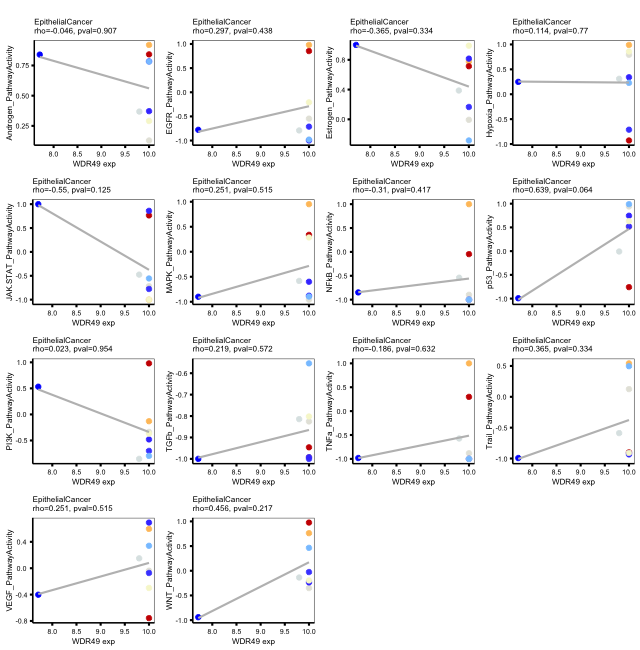 EpithelialCancer
rho=-0.046, pval=0.907
Androgen_PathwayActivity
0.75
0.50
0.25
8.0 8.5 9.0 9.5 10.0
WDR49 exp
EpithelialCancer
rho=0.297, pval=0.438
EGFR_PathwayActivity
1.0
0.5
0.0
-0.5
-1.0
8.0 8.5 9.0 9.5 10.0
WDR49 exp
EpithelialCancer
rho=-0.365, pval=0.334
Estrogen_PathwayActivity
0.8
0.4
0.0
8.0 8.5 9.0 9.5 10.0
WDR49 exp
EpithelialCancer
rho=0.114, pval=0.77
Hypoxia_PathwayActivity
1.0
0.5
0.0
-0.5
-1.0
8.0 8.5 9.0 9.5 10.0
WDR49 exp
EpithelialCancer
rho=-0.55, pval=0.125
JAK-STAT_PathwayActivity
1.0
0.5
0.0
-0.5
-1.0
8.0 8.5 9.0 9.5 10.0
WDR49 exp
EpithelialCancer
rho=0.251, pval=0.515
MAPK_PathwayActivity
1.0
0.5
0.0
-0.5
-1.0
8.0 8.5 9.0 9.5 10.0
WDR49 exp
EpithelialCancer
rho=-0.31, pval=0.417
NFkB_PathwayActivity
1.0
0.5
0.0
-0.5
-1.0
8.0 8.5 9.0 9.5 10.0
WDR49 exp
EpithelialCancer
rho=0.639, pval=0.064
p53_PathwayActivity
1.0
0.5
0.0
-0.5
-1.0
8.0 8.5 9.0 9.5 10.0
WDR49 exp
EpithelialCancer
rho=0.023, pval=0.954
PI3K_PathwayActivity
1.0
0.5
0.0
-0.5
8.0 8.5 9.0 9.5 10.0
WDR49 exp
EpithelialCancer
rho=0.219, pval=0.572
TGFb_PathwayActivity
-0.6
-0.7
-0.8
-0.9
-1.0
8.0 8.5 9.0 9.5 10.0
WDR49 exp
EpithelialCancer
rho=-0.186, pval=0.632
TNFa_PathwayActivity
1.0
0.5
0.0
-0.5
-1.0
8.0 8.5 9.0 9.5 10.0
WDR49 exp
EpithelialCancer
rho=0.365, pval=0.334
Trail_PathwayActivity
0.5
0.0
-0.5
-1.0
8.0 8.5 9.0 9.5 10.0
WDR49 exp
EpithelialCancer
rho=0.251, pval=0.515
VEGF_PathwayActivity
0.4
0.0
-0.4
-0.8
8.0 8.5 9.0 9.5 10.0
WDR49 exp
EpithelialCancer
rho=0.456, pval=0.217
WNT_PathwayActivity
1.0
0.5
0.0
-0.5
-1.0
8.0 8.5 9.0 9.5 10.0
WDR49 exp